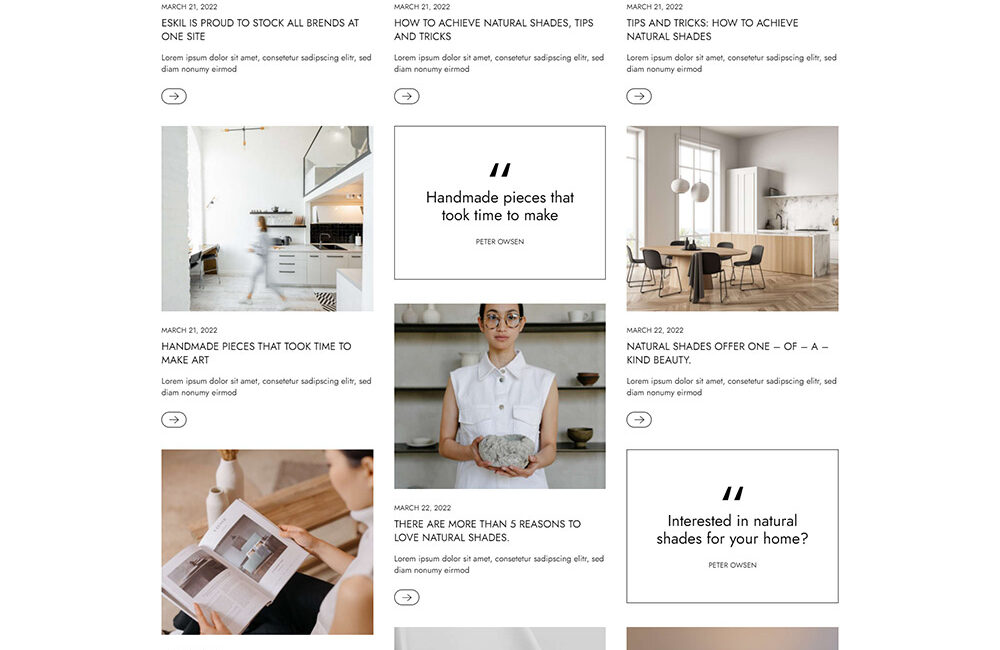 MARCH 21, 2022
ESKIL IS PROUD TO STOCK ALL BRENDS AT
ONE SITE
Lorem ipsum dolor sit amet, consetetur sadipscing elitr, sed
diam nonumy eirmod
MARCH 21, 2022
HOW TO ACHIEVE NATURAL SHADES, TIPS
AND TRICKS
Lorem ipsum dolor sit amet, consetetur sadipscing elitr, sed
diam nonumy eirmod
MARCH 21, 2022
TIPS AND TRICKS: HOW TO ACHIEVE
NATURAL SHADES
Lorem ipsum dolor sit amet, consetetur sadipscing elitr, sed
diam nonumy eirmod
MARCH 21, 2022
HANDMADE PIECES THAT TOOK TIME TO
MAKE ART
Lorem ipsum dolor sit amet, consetetur sadipscing elitr, sed
diam nonumy eirmod
“
Handmade pieces that
took time to make
PETER OWSEN
MARCH 22, 2022
THERE ARE MORE THAN 5 REASONS TO
LOVE NATURAL SHADES.
Lorem ipsum dolor sit amet, consetetur sadipscing elitr, sed
diam nonumy eirmod
MARCH 22, 2022
NATURAL SHADES OFFER ONE – OF – A –
KIND BEAUTY.
Lorem ipsum dolor sit amet, consetetur sadipscing elitr, sed
diam nonumy eirmod
“
Interested in natural
shades for your home?
PETER OWSEN